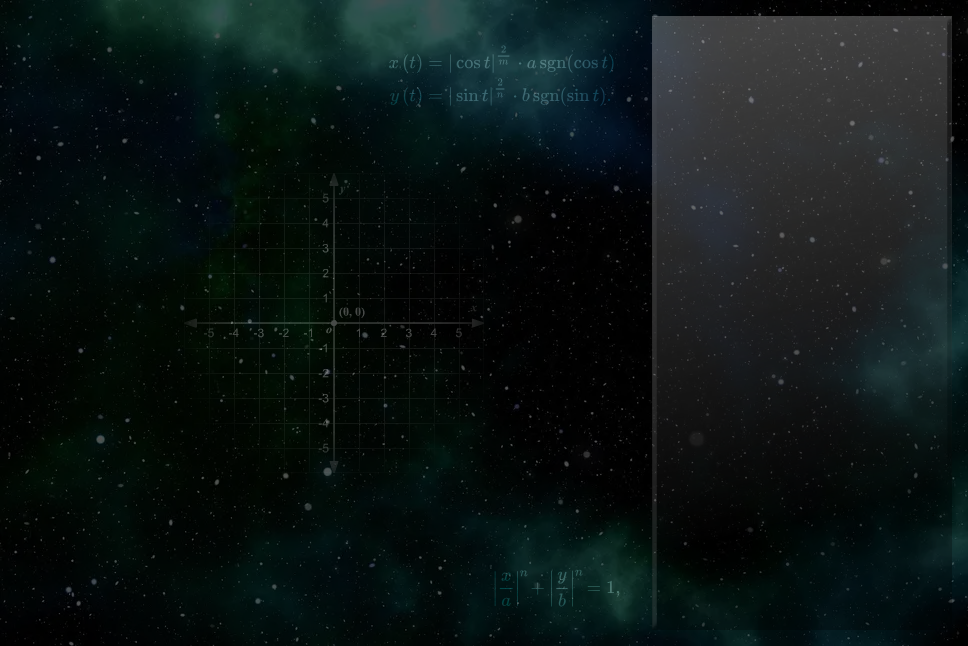 x(t) = |cos t|^{2/m} · a sgn(cos t)
y(t) = |sin t|^{2/n} · b sgn(sin t).
y
5
4
3
2
1
(0, 0)
x
-5 -4 -3 -2 -1 o 1 2 3 4 5
-1
-2
-3
-4
-5
|x/a|^n + |y/b|^n = 1,